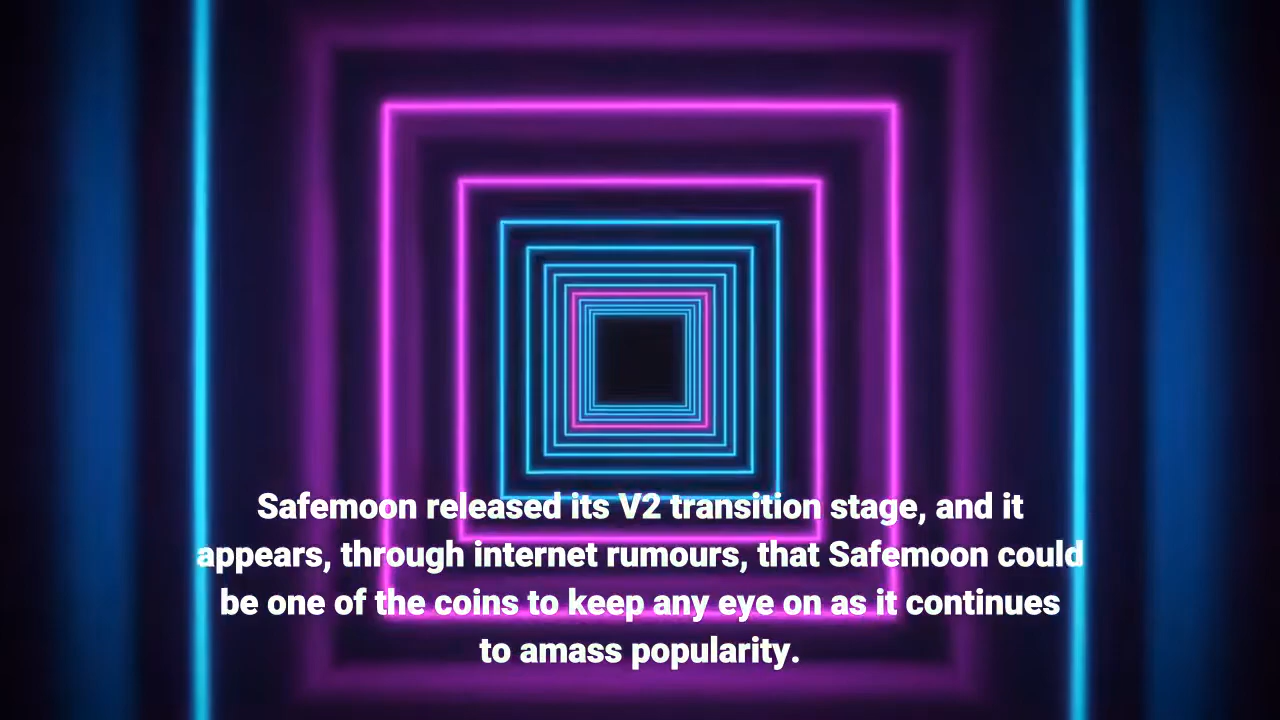 Safemoon released its V2 transition stage, and it
appears, through internet rumours, that Safemoon could
be one of the coins to keep any eye on as it continues
to amass popularity.